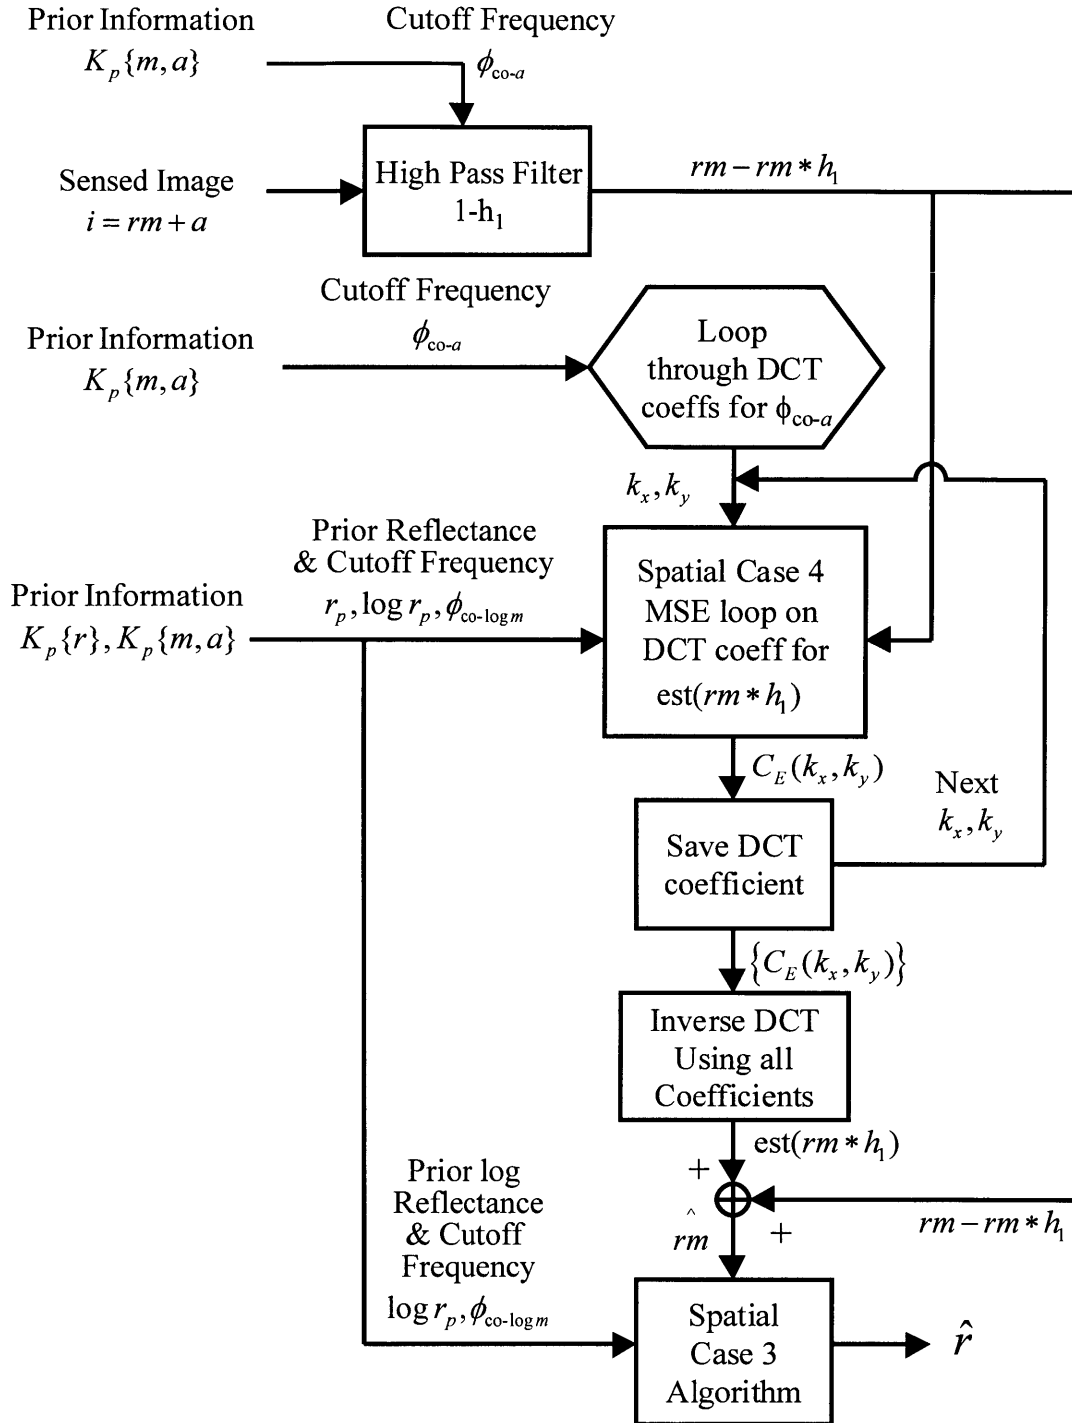 Prior Information
K_p{m, a}
Cutoff Frequency
ϕ_co-a
Sensed Image
i = rm + a
High Pass Filter
1-h_1
rm − rm * h_1
Cutoff Frequency
ϕ_co-a
Prior Information
K_p{m, a}
Loop
through DCT
coeffs for ϕ_co-a
k_x, k_y
Prior Reflectance
& Cutoff Frequency
r_p, log r_p, ϕ_co-log m
Prior Information
K_p{r}, K_p{m, a}
Spatial Case 4
MSE loop on
DCT coeff for
est(rm * h_1)
C_E(k_x, k_y)
Next
k_x, k_y
Save DCT
coefficient
{C_E(k_x, k_y)}
Inverse DCT
Using all
Coefficients
est(rm * h_1)
+
rm^
+
rm − rm * h_1
Prior log
Reflectance
& Cutoff
Frequency
log r_p, ϕ_co-log m
Spatial
Case 3
Algorithm
r̂